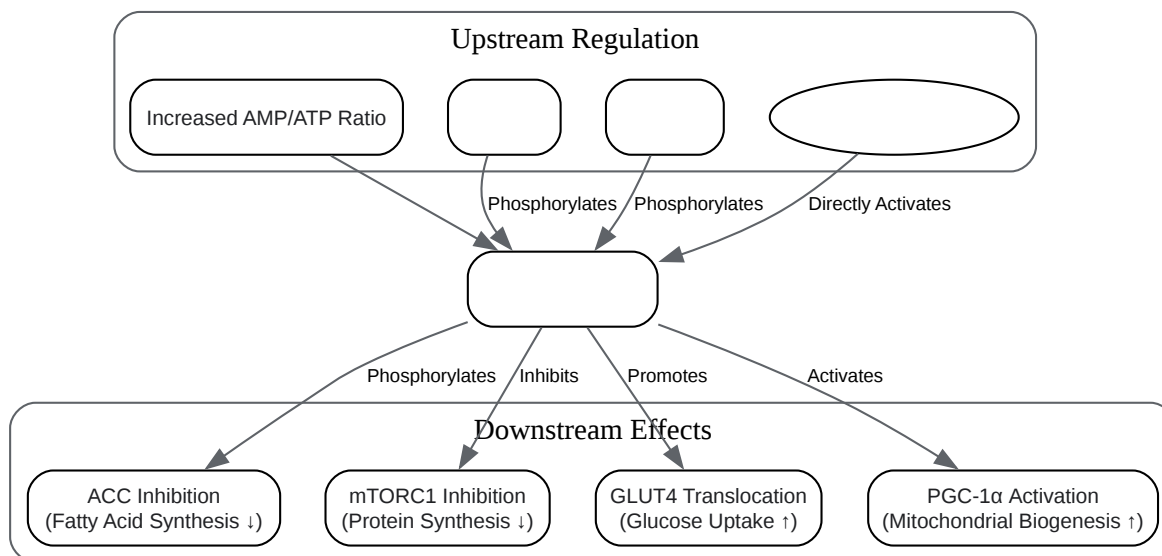 Upstream Regulation
Increased AMP/ATP Ratio
Phosphorylates
Phosphorylates
Directly Activates
Phosphorylates
Inhibits
Promotes
Activates
Downstream Effects
ACC Inhibition
(Fatty Acid Synthesis ↓)
mTORC1 Inhibition
(Protein Synthesis ↓)
GLUT4 Translocation
(Glucose Uptake ↑)
PGC-1α Activation
(Mitochondrial Biogenesis ↑)